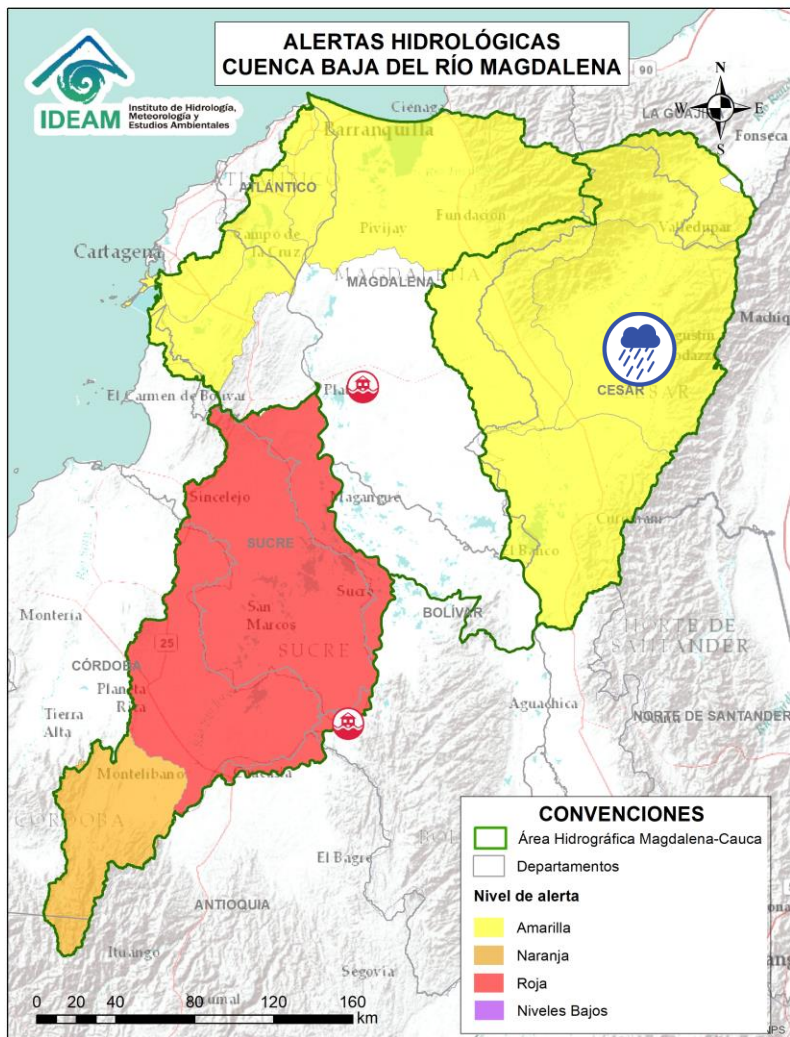 ALERTAS HIDROLÓGICAS
CUENCA BAJA DEL RÍO MAGDALENA
IDEAM
Instituto de Hidrología,
Meteorología y
Estudios Ambientales
90
N
W
E
S
Ciénaga
LA GUAJIRA
Fonseca
Barranquilla
ATLÁNTICO
Fundación
Pivijay
Valledupar
Campo de
la Cruz
Cartagena
MAGDALENA
MAGDALENA
Machiq
CESAR
El Carmen de Bolívar
Pla
Sincelejo
Magangué
Curumaní
SUCRE
El Banco
Sucre
BOLÍVAR
Montería
San
Marcos
SUCRE
NORTE DE
SANTANDER
25
CÓRDOBA
Planeta
Rica
Tierra
Alta
Aguachica
NORTE DE SANTANDER
Montelíbano
CÓRDOBA
El Bagre
ANTIOQUIA
Ituango
Segovia
CONVENCIONES
Área Hidrográfica Magdalena-Cauca
Departamentos
Nivel de alerta
Amarilla
Naranja
Roja
Niveles Bajos
0 20 40 80 120 160
km